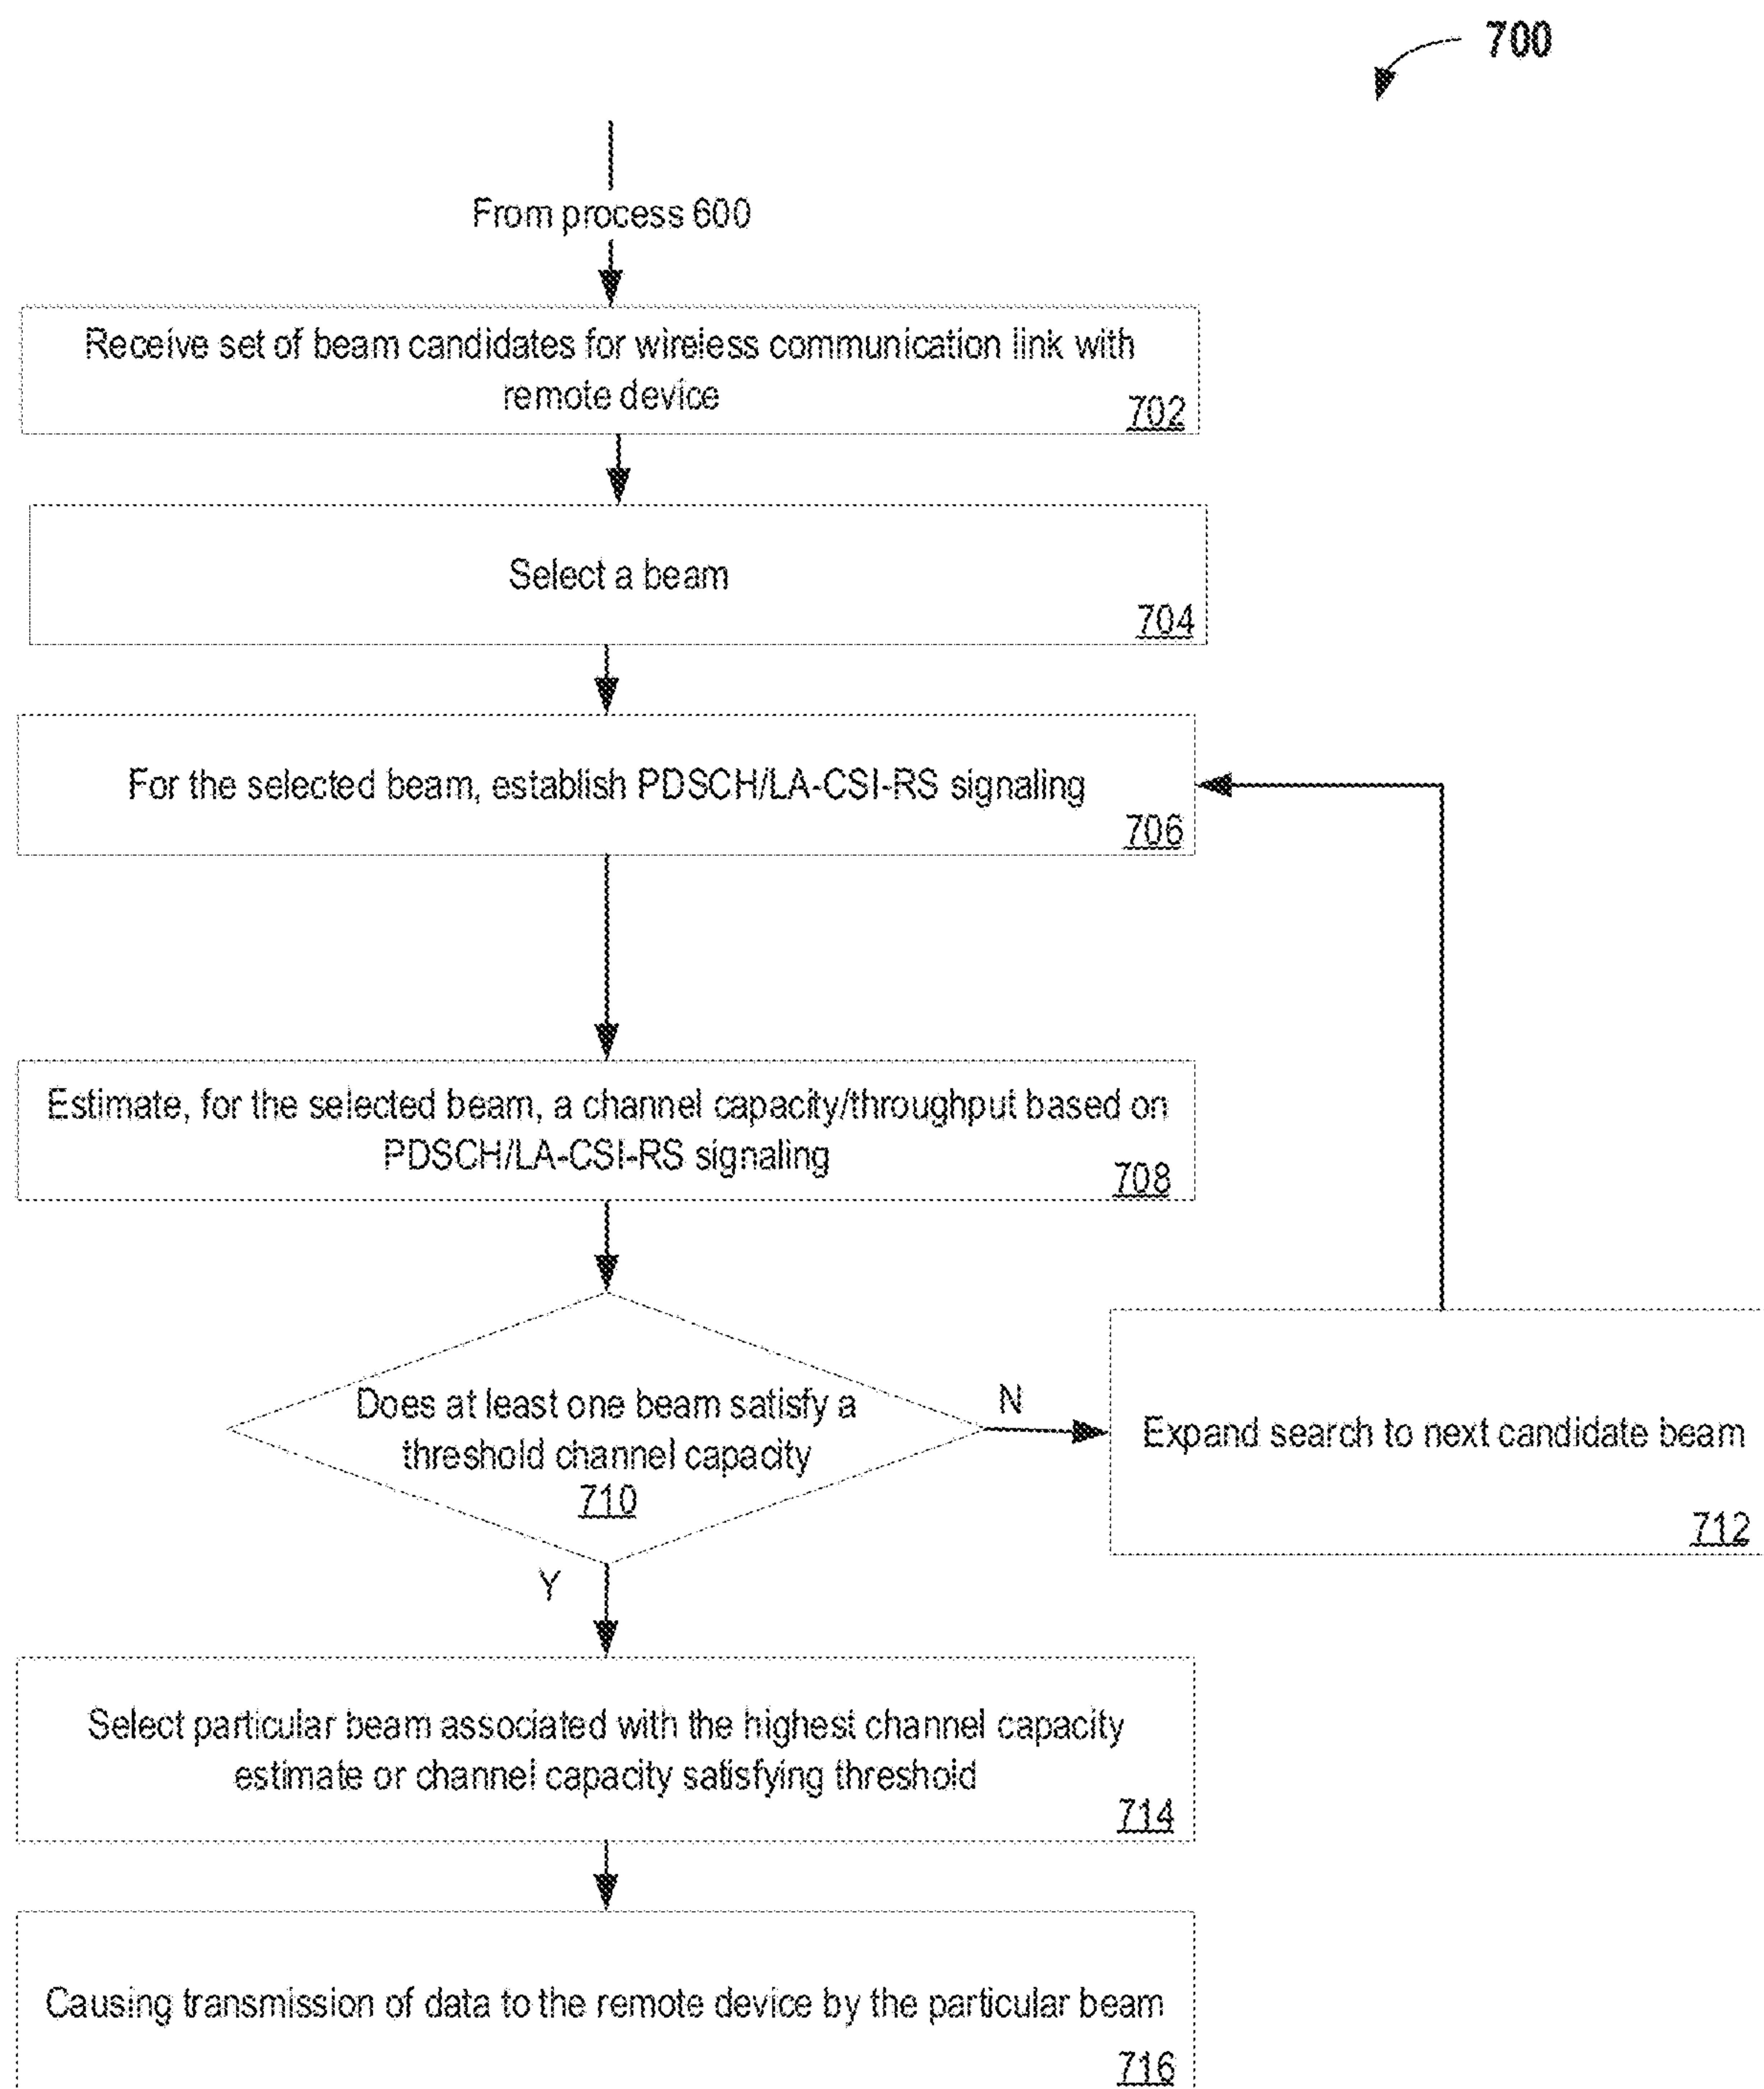 700
From process 600
Receive set of beam candidates for wireless communication link with
remote device
702
Select a beam
704
For the selected beam, establish PDSCH/LA-CSI-RS signaling
706
Estimate, for the selected beam, a channel capacity/throughput based on
PDSCH/LA-CSI-RS signaling
708
Does at least one beam satisfy a
threshold channel capacity
710
N
Expand search to next candidate beam
712
Y
Select particular beam associated with the highest channel capacity
estimate or channel capacity satisfying threshold
714
Causing transmission of data to the remote device by the particular beam
716